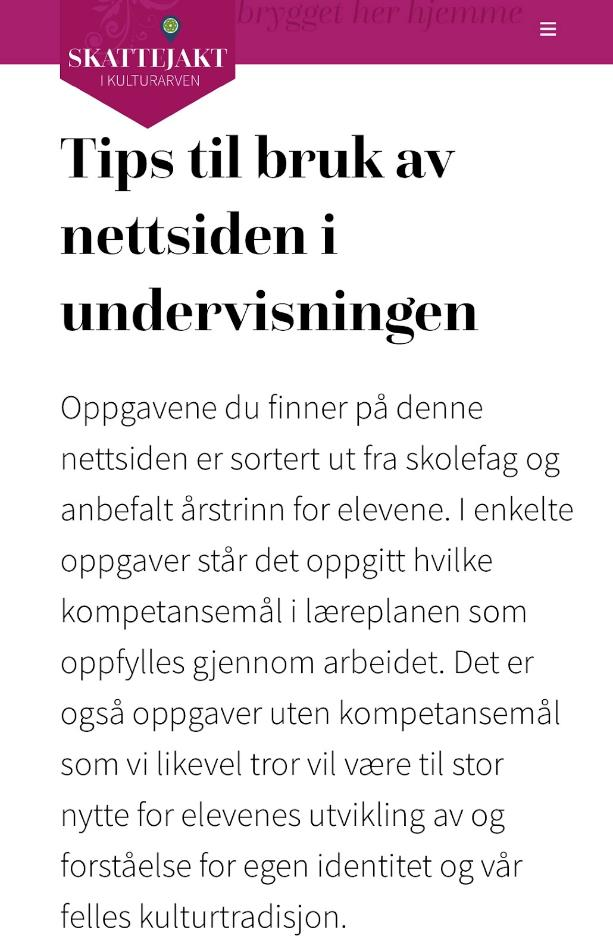 brygget her hjemme
SKATTEJAKT
I KULTURARVEN
Tips til bruk av
nettsiden i
undervisningen
Oppgavene du finner på denne
nettsiden er sortert ut fra skolefag og
anbefalt årstrinn for elevene. I enkelte
oppgaver står det oppgitt hvilke
kompetansemål i læreplanen som
oppfylles gjennom arbeidet. Det er
også oppgaver uten kompetansemål
som vi likevel tror vil være til stor
nytte for elevenes utvikling av og
forståelse for egen identitet og vår
felles kulturtradisjon.